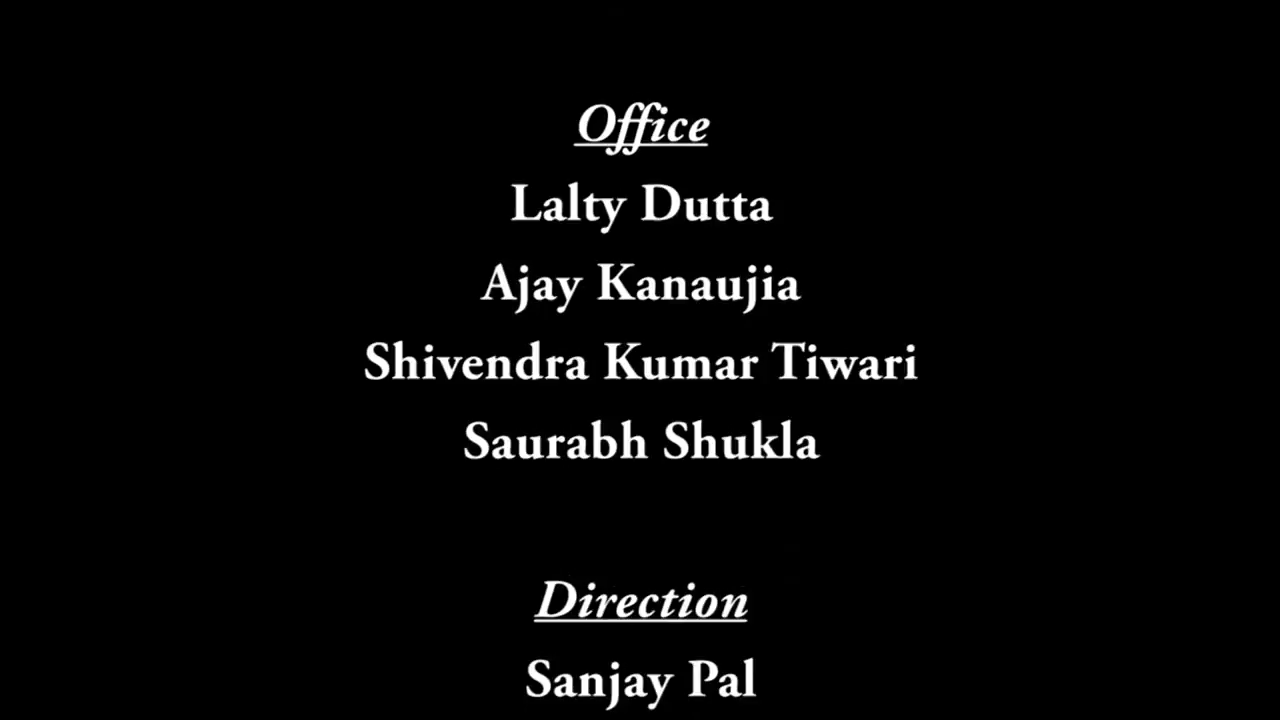 Office
Lalty Dutta
Ajay Kanaujia
Shivendra Kumar Tiwari
Saurabh Shukla
Direction
Sanjay Pal